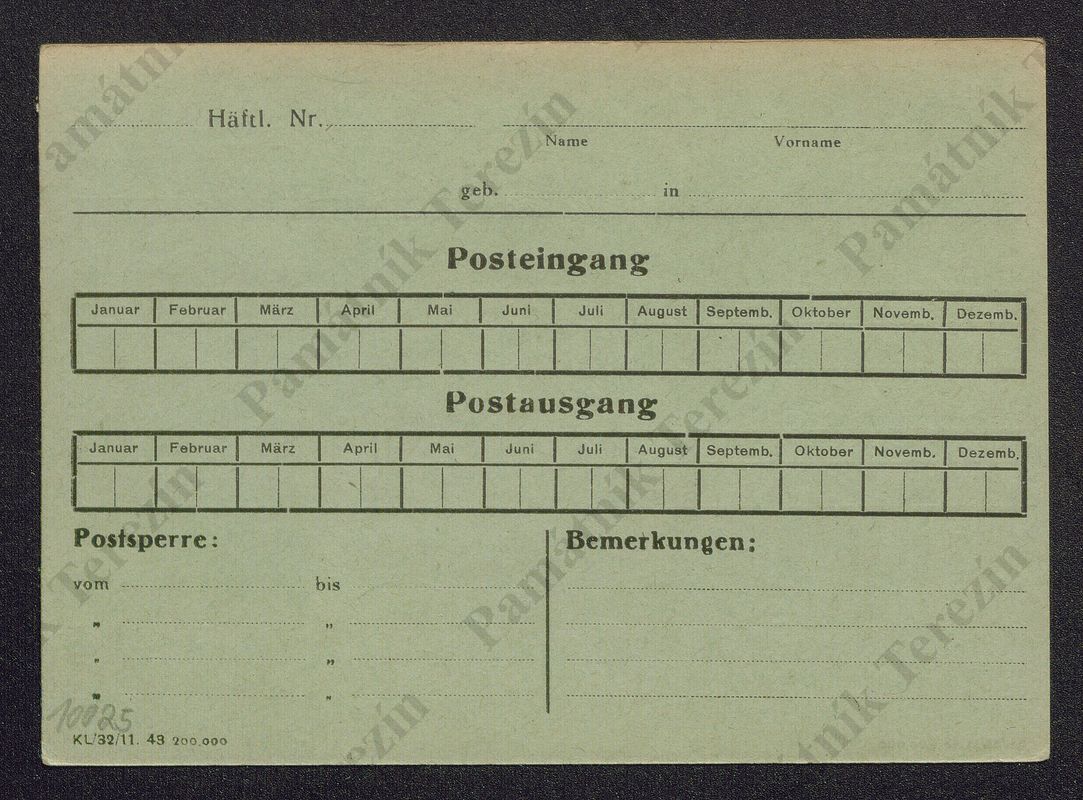 Häftl. Nr.
Name Vorname
geb. in
Posteingang
Januar Februar März April Mai Juni Juli August Septemb. Oktober Novemb. Dezemb.
Postausgang
Januar Februar März April Mai Juni Juli August Septemb. Oktober Novemb. Dezemb.
Postsperre: Bemerkungen:
vom bis
„ „
„ „
„ „
10025
KL/32/11. 43 200.000
Památník Terezín